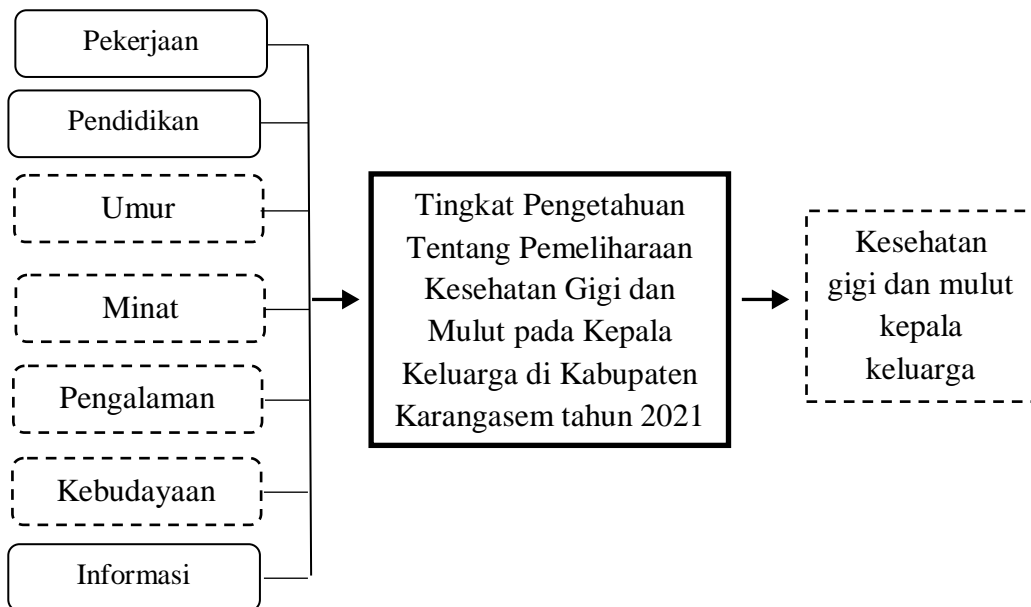 Pekerjaan
Pendidikan
Umur
Minat
Pengalaman
Kebudayaan
Informasi
Tingkat Pengetahuan
Tentang Pemeliharaan
Kesehatan Gigi dan
Mulut pada Kepala
Keluarga di Kabupaten
Karangasem tahun 2021
Kesehatan
gigi dan mulut
kepala
keluarga